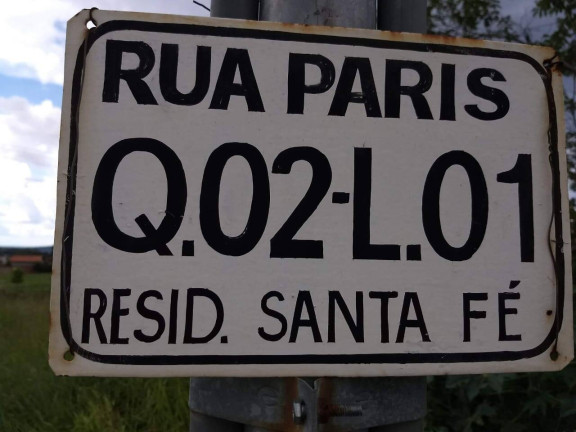 RUA PARIS
Q.02-L.01
RESID. SANTA FÉ